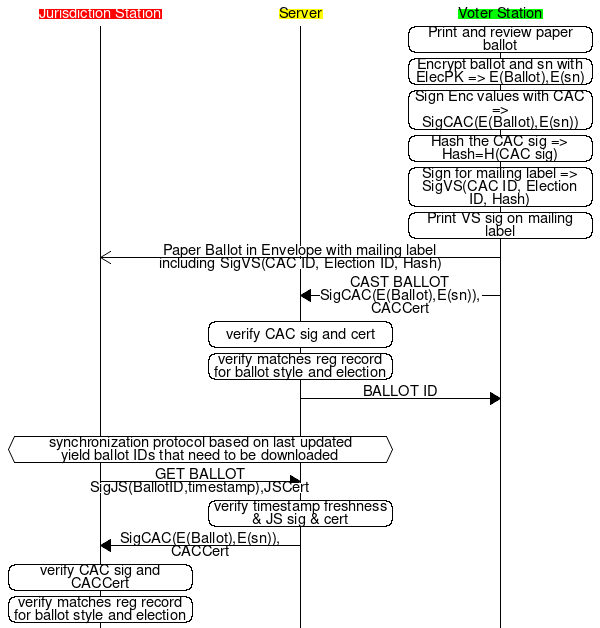 Jurisdiction Station
Server
Voter Station
Print and review paper
ballot
Encrypt ballot and sn with
ElecPK => E(Ballot),E(sn)
Sign Enc values with CAC
=>
SigCAC(E(Ballot),E(sn))
Hash the CAC sig =>
Hash=H(CAC sig)
Sign for mailing label =>
SigVS(CAC ID, Election
ID, Hash)
Print VS sig on mailing
label
Paper Ballot in Envelope with mailing label
including SigVS(CAC ID, Election ID, Hash)
CAST BALLOT
SigCAC(E(Ballot),E(sn)),
CACCert
verify CAC sig and cert
verify matches reg record
for ballot style and election
BALLOT ID
synchronization protocol based on last updated
yield ballot IDs that need to be downloaded
GET BALLOT
SigJS(BallotID,timestamp),JSCert
verify timestamp freshness
& JS sig & cert
SigCAC(E(Ballot),E(sn)),
CACCert
verify CAC sig and
CACCert
verify matches reg record
for ballot style and election